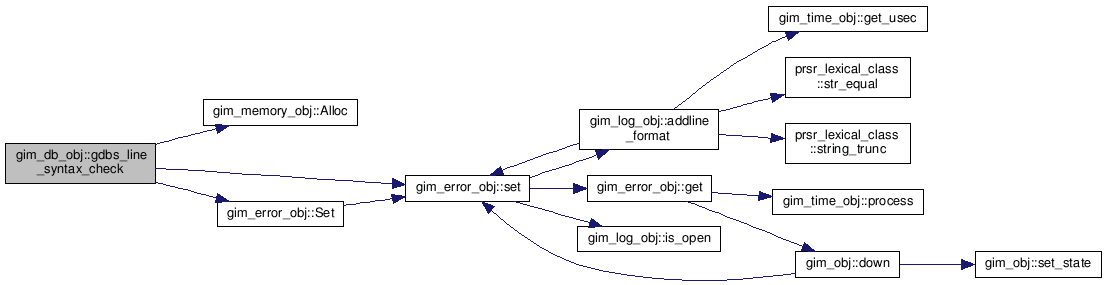 gim_db_obj::gdbs_line
_syntax_check
gim_memory_obj::Alloc
gim_error_obj::Set
gim_error_obj::set
gim_log_obj::addline
_format
gim_error_obj::get
gim_log_obj::is_open
gim_time_obj::get_usec
prsr_lexical_class
::str_equal
prsr_lexical_class
::string_trunc
gim_time_obj::process
gim_obj::down
gim_obj::set_state